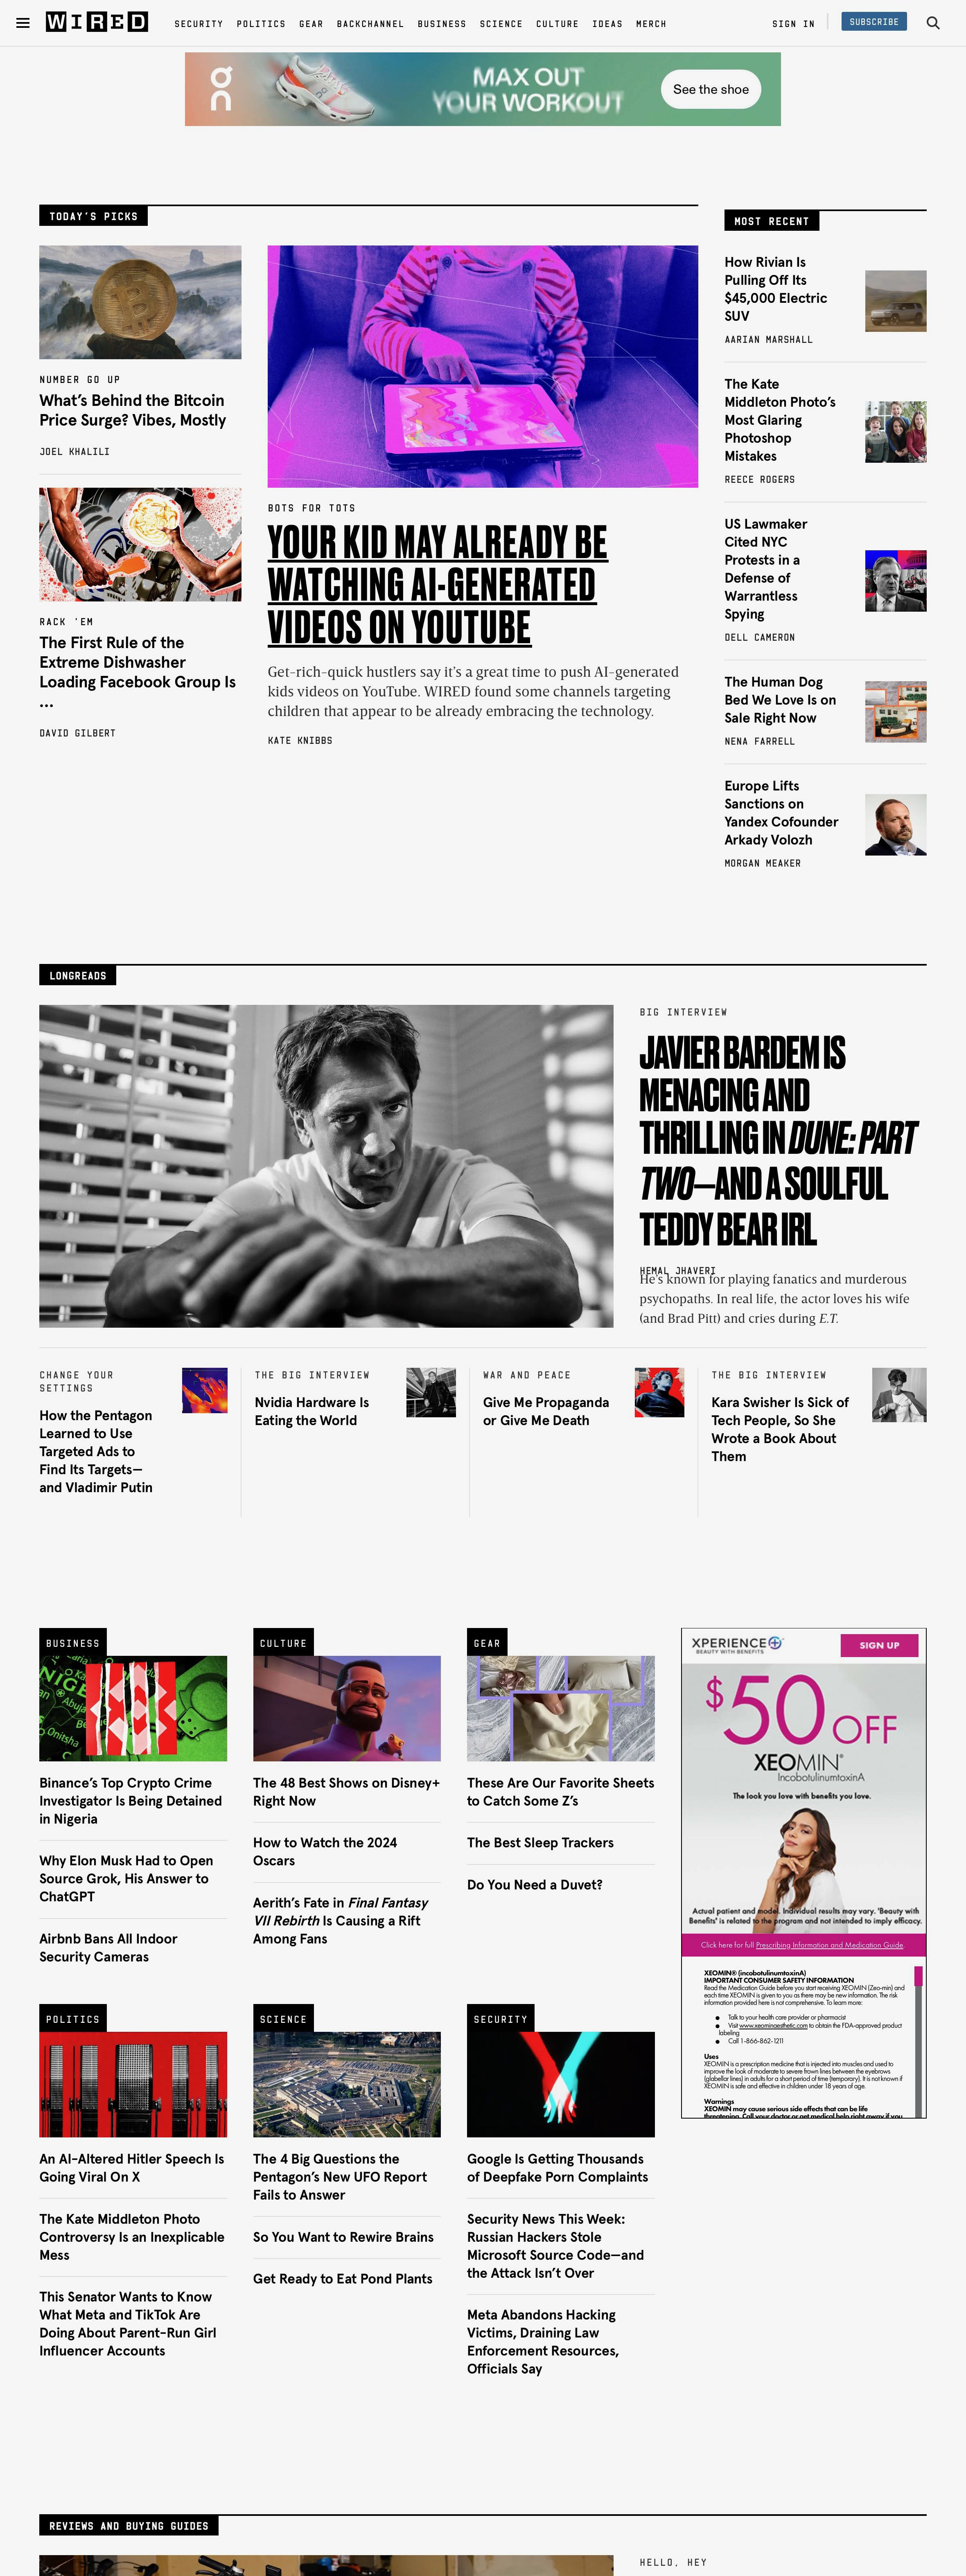 WIRED
SECURITY POLITICS GEAR BACKCHANNEL BUSINESS SCIENCE CULTURE IDEAS MERCH
SIGN IN
SUBSCRIBE
on
MAX OUT
YOUR WORKOUT
See the shoe
TODAY'S PICKS
NUMBER GO UP
What's Behind the Bitcoin
Price Surge? Vibes, Mostly
JOEL KHALILI
RACK 'EM
The First Rule of the
Extreme Dishwasher
Loading Facebook Group Is
…
DAVID GILBERT
BOTS FOR TOTS
YOUR KID MAY ALREADY BE
WATCHING AI-GENERATED
VIDEOS ON YOUTUBE
Get-rich-quick hustlers say it's a great time to push AI-generated
kids videos on YouTube. WIRED found some channels targeting
children that appear to be already embracing the technology.
KATE KNIBBS
MOST RECENT
How Rivian Is
Pulling Off Its
$45,000 Electric
SUV
AARIAN MARSHALL
The Kate
Middleton Photo's
Most Glaring
Photoshop
Mistakes
REECE ROGERS
US Lawmaker
Cited NYC
Protests in a
Defense of
Warrantless
Spying
DELL CAMERON
The Human Dog
Bed We Love Is on
Sale Right Now
NENA FARRELL
Europe Lifts
Sanctions on
Yandex Cofounder
Arkady Volozh
MORGAN MEAKER
LONGREADS
BIG INTERVIEW
JAVIER BARDEM IS
MENACING AND
THRILLING IN DUNE: PART
TWO—AND A SOULFUL
TEDDY BEAR IRL
HEMAL JHAVERI
He's known for playing fanatics and murderous
psychopaths. In real life, the actor loves his wife
(and Brad Pitt) and cries during E.T.
CHANGE YOUR
SETTINGS
How the Pentagon
Learned to Use
Targeted Ads to
Find Its Targets—
and Vladimir Putin
THE BIG INTERVIEW
Nvidia Hardware Is
Eating the World
WAR AND PEACE
Give Me Propaganda
or Give Me Death
THE BIG INTERVIEW
Kara Swisher Is Sick of
Tech People, So She
Wrote a Book About
Them
BUSINESS
Onitsha
Binance's Top Crypto Crime
Investigator Is Being Detained
in Nigeria
Why Elon Musk Had to Open
Source Grok, His Answer to
ChatGPT
Airbnb Bans All Indoor
Security Cameras
CULTURE
The 48 Best Shows on Disney+
Right Now
How to Watch the 2024
Oscars
Aerith's Fate in Final Fantasy
VII Rebirth Is Causing a Rift
Among Fans
GEAR
These Are Our Favorite Sheets
to Catch Some Z's
The Best Sleep Trackers
Do You Need a Duvet?
XPERIENCE+
BEAUTY WITH BENEFITS
SIGN UP
$50 OFF
XEOMIN®
IncobotulinumtoxinA
The look you love with benefits you love.
Actual patient and model. Individual results may vary. 'Beauty with
Benefits' is related to the program and not intended to imply efficacy.
Click here for full Prescribing Information and Medication Guide.
XEOMIN® (incobotulinumtoxinA)
IMPORTANT CONSUMER SAFETY INFORMATION
Read the Medication Guide before you start receiving XEOMIN (Zeo-min) and
each time XEOMIN is given to you as there may be new information. The risk
information provided here is not comprehensive. To learn more:
● Talk to your health care provider or pharmacist
● Visit www.xeominaesthetic.com to obtain the FDA-approved product
labeling
● Call 1-866-862-1211
Uses
XEOMIN is a prescription medicine that is injected into muscles and used to
improve the look of moderate to severe frown lines between the eyebrows
(glabellar lines) in adults for a short period of time (temporary). It is not known if
XEOMIN is safe and effective in children under 18 years of age.
Warnings
XEOMIN may cause serious side effects that can be life
threatening. Call your doctor or get medical help right away if you
POLITICS
An AI-Altered Hitler Speech Is
Going Viral On X
The Kate Middleton Photo
Controversy Is an Inexplicable
Mess
This Senator Wants to Know
What Meta and TikTok Are
Doing About Parent-Run Girl
Influencer Accounts
SCIENCE
The 4 Big Questions the
Pentagon's New UFO Report
Fails to Answer
So You Want to Rewire Brains
Get Ready to Eat Pond Plants
SECURITY
Google Is Getting Thousands
of Deepfake Porn Complaints
Security News This Week:
Russian Hackers Stole
Microsoft Source Code—and
the Attack Isn't Over
Meta Abandons Hacking
Victims, Draining Law
Enforcement Resources,
Officials Say
REVIEWS AND BUYING GUIDES
HELLO, HEY